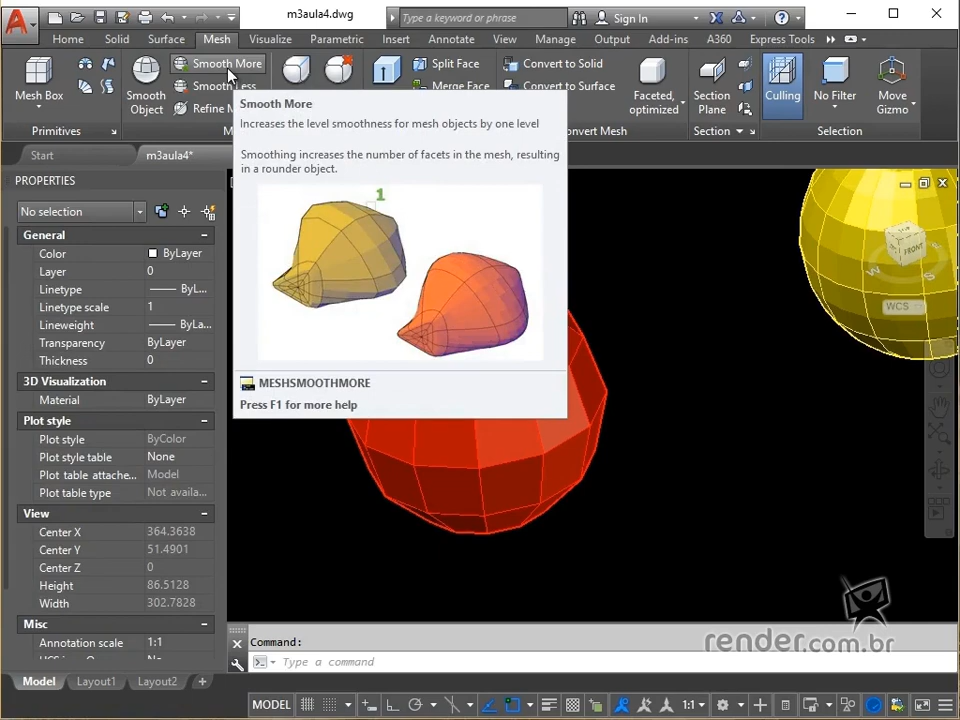 m3aula4.dwg
Type a keyword or phrase
Sign In
Home Solid Surface Mesh Visualize Parametric Insert Annotate View Manage Output Add-ins A360 Express Tools
Mesh Box
Smooth Object
Smooth More
Smooth Less
Refine M
Split Face
Merge Face
Convert to Solid
Convert to Surface
Faceted, optimized
Section Plane
Culling
No Filter
Move Gizmo
Primitives
M
Convert Mesh
Section
Selection
Start
m3aula4*
Smooth More
Increases the level smoothness for mesh objects by one level
Smoothing increases the number of facets in the mesh, resulting
in a rounder object.
1
MESHSMOOTHMORE
Press F1 for more help
PROPERTIES
No selection
General
Color ByLayer
Layer 0
Linetype ByL...
Linetype scale 1
Lineweight ByLa...
Transparency ByLayer
Thickness 0
3D Visualization
Material ByLayer
Plot style
Plot style ByColor
Plot style table None
Plot table attache... Model
Plot table type Not availa...
View
Center X 364.3638
Center Y 51.4901
Center Z 0
Height 86.5128
Width 302.7828
Misc
Annotation scale 1:1
FRONT
W
S
WCS
render.com.br
Command:
Type a command
Model Layout1 Layout2 +
MODEL
1:1